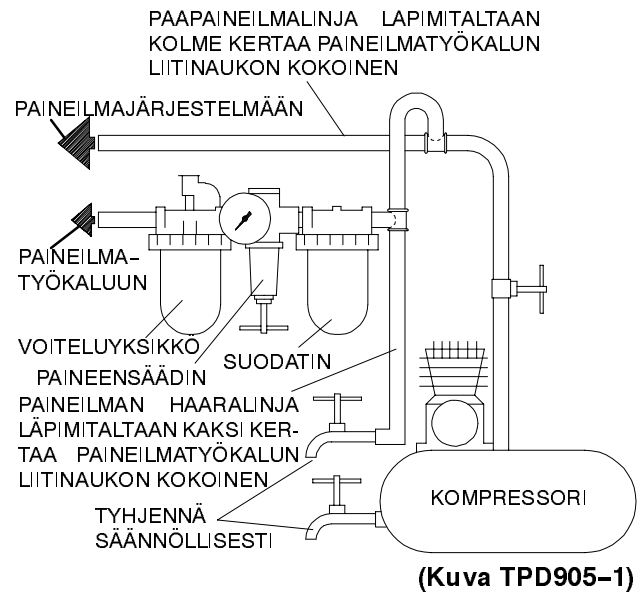 PAAPAINEILMALINJA LAPIMITALTAAN
KOLME KERTAA PAINEILMATYÖKALUN
LIITINAUKON KOKOINEN
PAINEILMAJÄRJESTELMÄÄN
PAINEILMA–
TYÖKALUUN
VOITELUYKSIKKÖ
SUODATIN
PAINEENSÄÄDIN
PAINEILMAN HAARALINJA
LÄPIMITALTAAN KAKSI KER-
TAA PAINEILMATYÖKALUN
LIITINAUKON KOKOINEN
KOMPRESSORI
TYHJENNÄ
SÄÄNNÖLLISESTI
(Kuva TPD905–1)